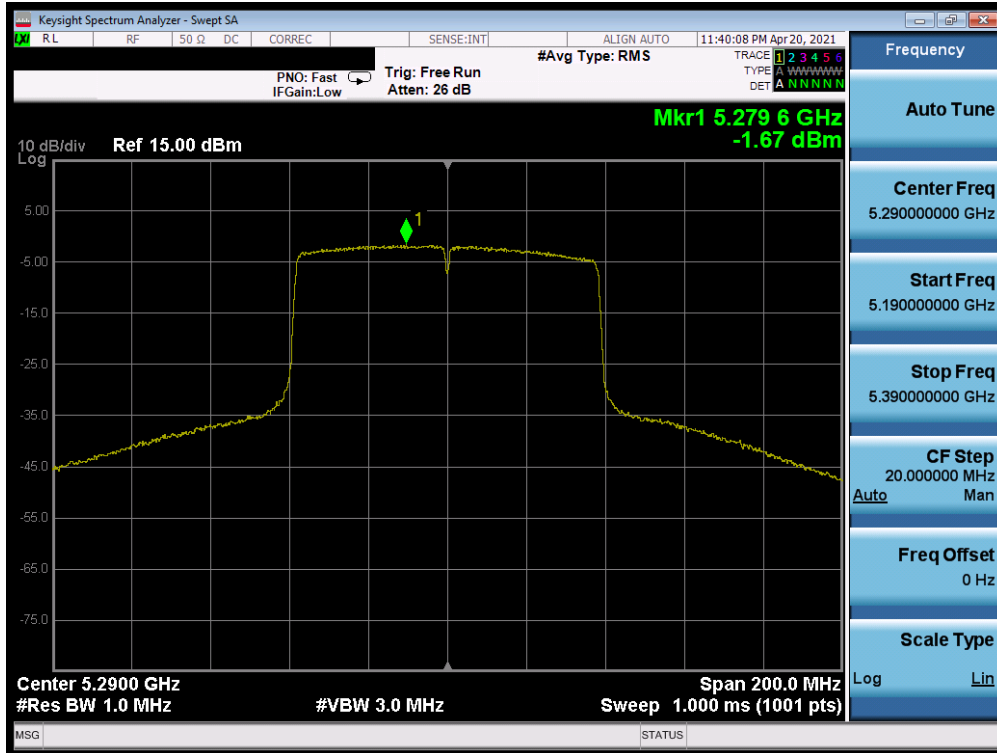 Keysight Spectrum Analyzer - Swept SA
LXI RL RF 50 Ω DC CORREC SENSE:INT ALIGN AUTO 11:40:08 PM Apr 20, 2021
PNO: Fast
IFGain:Low
Trig: Free Run
Atten: 26 dB
#Avg Type: RMS
TRACE 1 2 3 4 5 6
TYPE A WWWWW
DET A N N N N N
Mkr1 5.279 6 GHz
-1.67 dBm
10 dB/div Ref 15.00 dBm
Log
1
5.00
-5.00
-15.0
-25.0
-35.0
-45.0
-55.0
-65.0
-75.0
Center 5.2900 GHz Span 200.0 MHz
#Res BW 1.0 MHz #VBW 3.0 MHz Sweep 1.000 ms (1001 pts)
MSG STATUS
Frequency
Auto Tune
Center Freq
5.290000000 GHz
Start Freq
5.190000000 GHz
Stop Freq
5.390000000 GHz
CF Step
20.000000 MHz
Auto Man
Freq Offset
0 Hz
Scale Type
Log Lin